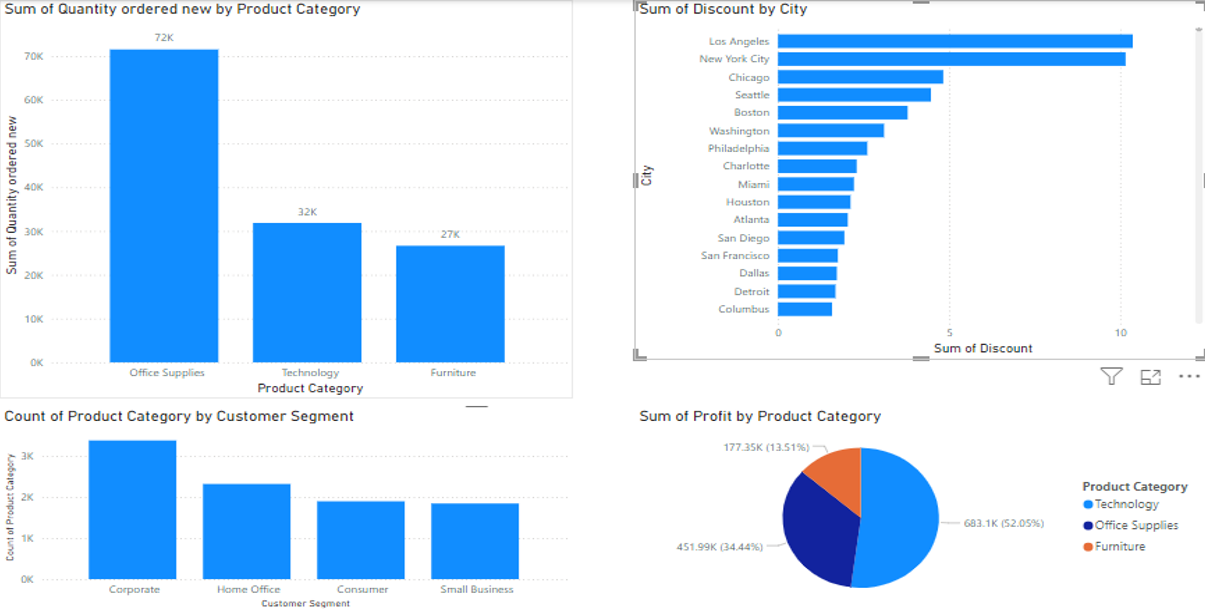 Sum of Quantity ordered new by Product Category
72K
70K
60K
50K
40K
32K
30K
27K
20K
10K
0K
Sum of Quantity ordered new
Office Supplies
Technology
Furniture
Product Category
Sum of Discount by City
City
Los Angeles
New York City
Chicago
Seattle
Boston
Washington
Philadelphia
Charlotte
Miami
Houston
Atlanta
San Diego
San Francisco
Dallas
Detroit
Columbus
0
5
10
Sum of Discount
Count of Product Category by Customer Segment
Count of Product Category
3K
2K
1K
0K
Corporate
Home Office
Consumer
Small Business
Customer Segment
Sum of Profit by Product Category
177.35K (13.51%)
451.99K (34.44%)
683.1K (52.05%)
Product Category
Technology
Office Supplies
Furniture